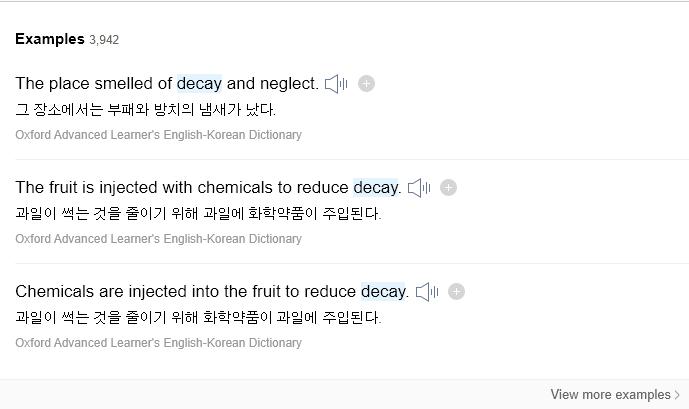 Examples 3,942
The place smelled of decay and neglect.
그 장소에서는 부패와 방치의 냄새가 났다.
Oxford Advanced Learner's English-Korean Dictionary
The fruit is injected with chemicals to reduce decay.
과일이 썩는 것을 줄이기 위해 과일에 화학약품이 주입된다.
Oxford Advanced Learner's English-Korean Dictionary
Chemicals are injected into the fruit to reduce decay.
과일이 썩는 것을 줄이기 위해 화학약품이 과일에 주입된다.
Oxford Advanced Learner's English-Korean Dictionary
View more examples